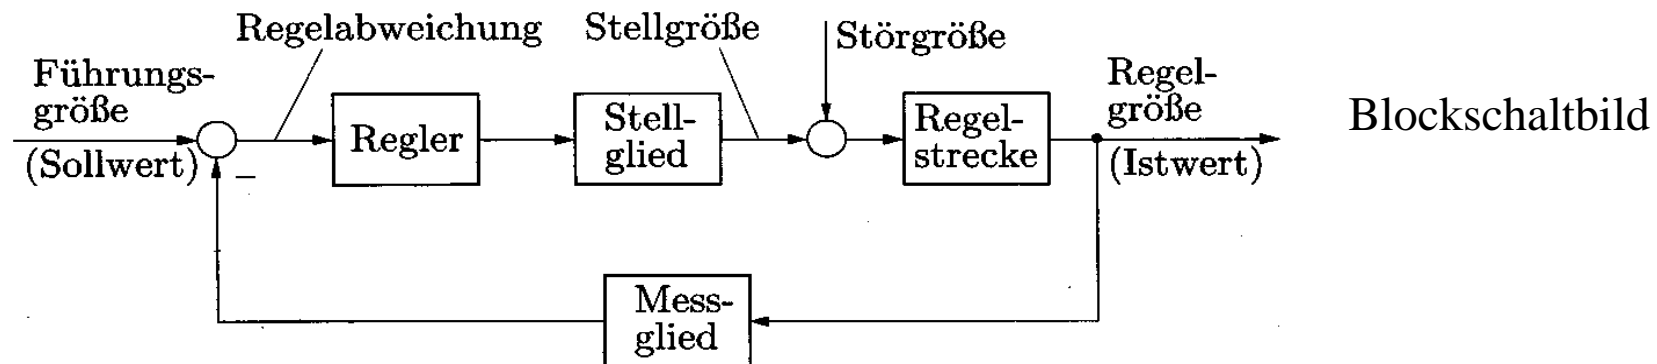 Regelabweichung
Stellgröße
Störgröße
Führungs-
größe
(Sollwert)
–
Regler
Stell-
glied
Regel-
strecke
Regel-
größe
(Istwert)
Blockschaltbild
Mess-
glied